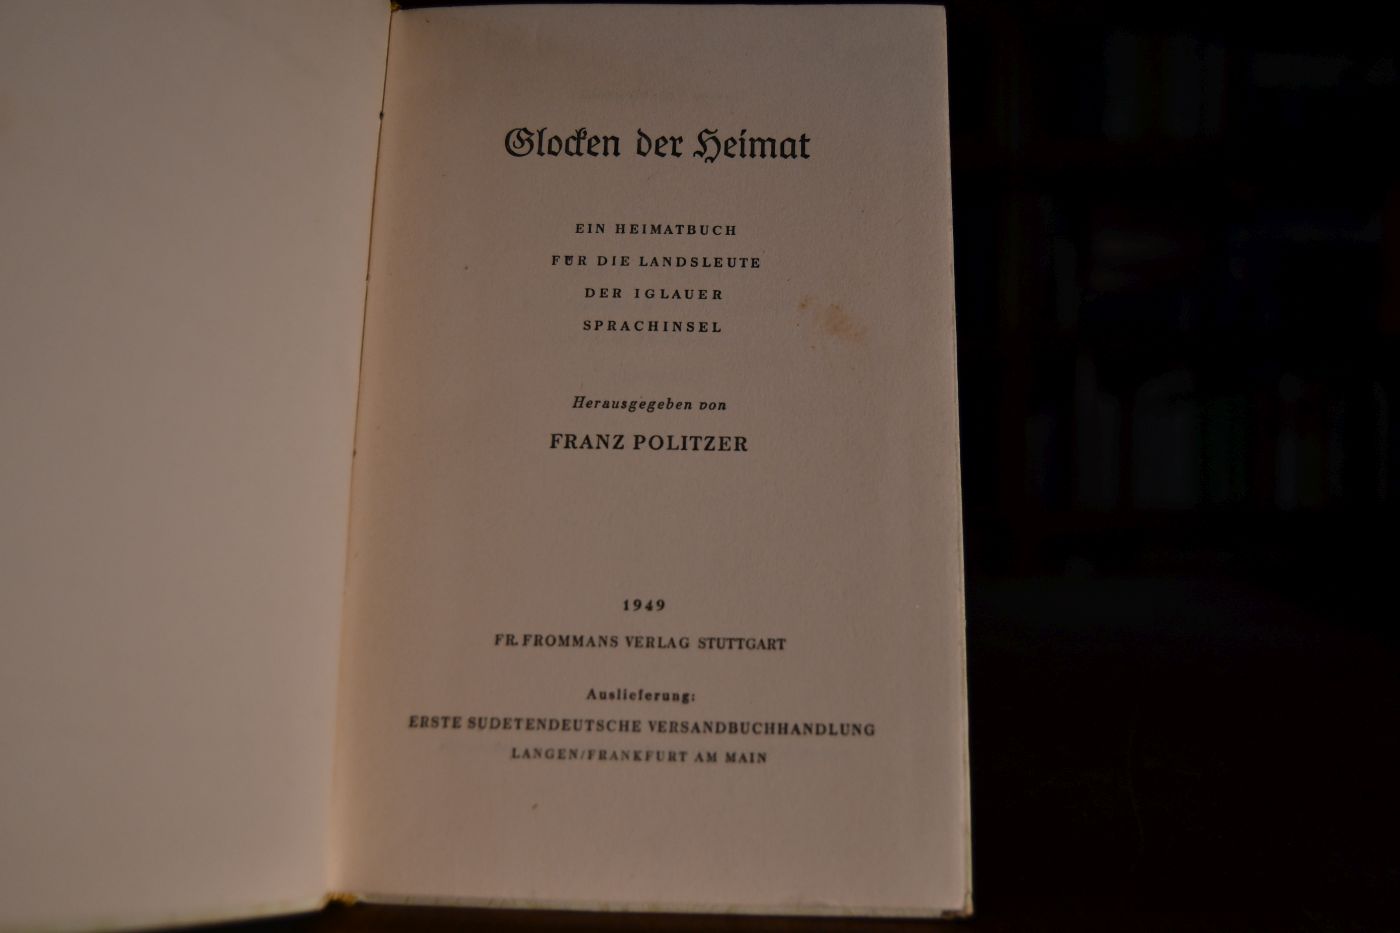 Glocken der Heimat
EIN HEIMATBUCH
FÜR DIE LANDSLEUTE
DER IGLAUER
SPRACHINSEL
Herausgegeben von
FRANZ POLITZER
1949
FR. FROMMANS VERLAG STUTTGART
Auslieferung:
ERSTE SUDETENDEUTSCHE VERSANDBUCHHANDLUNG
LANGEN/FRANKFURT AM MAIN